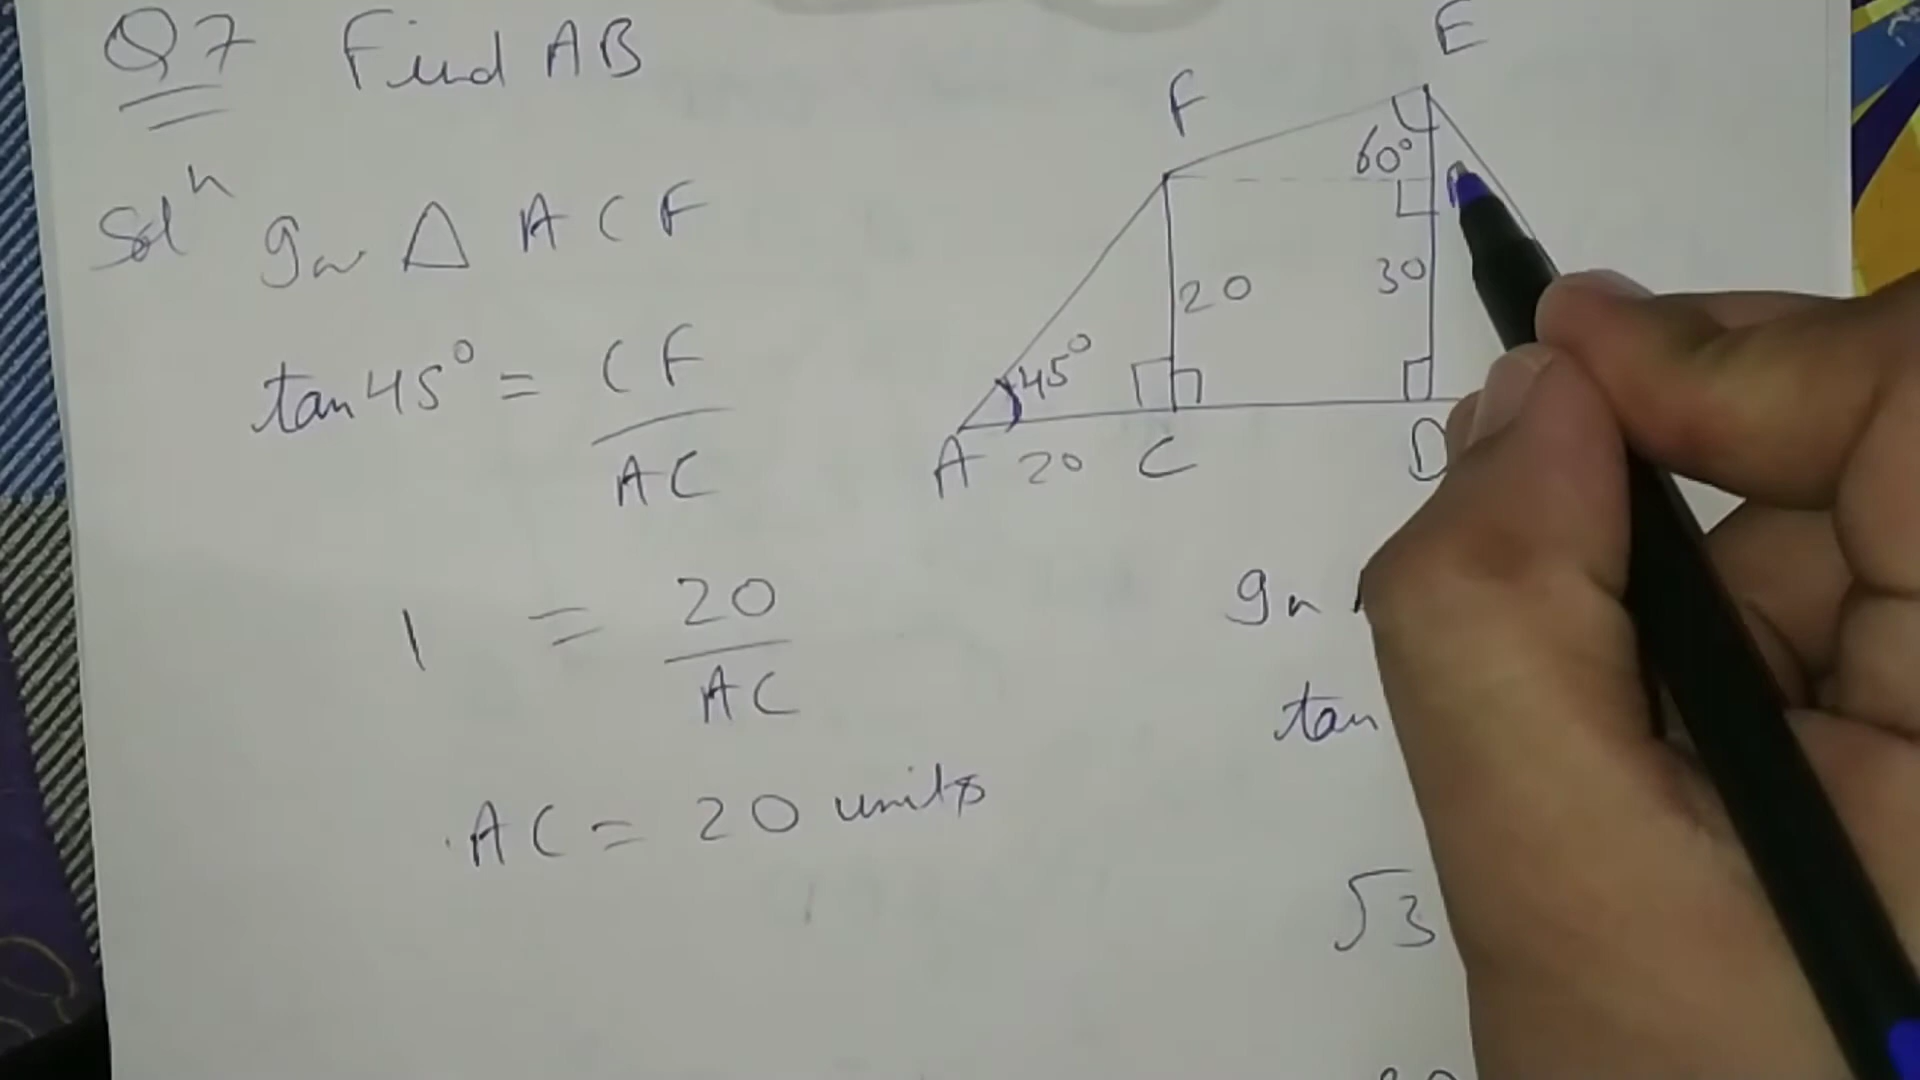 Q7 Find AB
Solⁿ In △ ACF
tan 45° = CF
AC
1 = 20
AC
AC = 20 units
E
F
60°
20
30
45°
A 20 C D
In
tan
√3